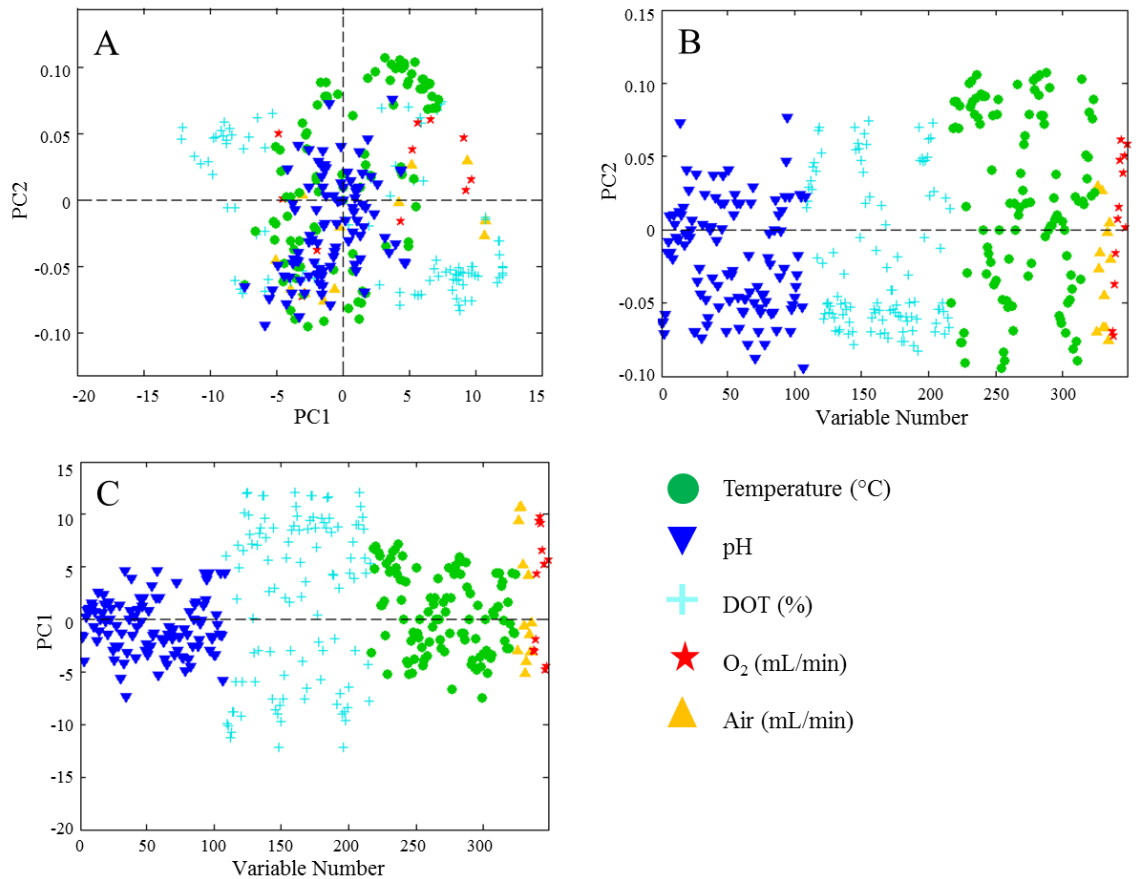 A
PC2
0.10
0.05
0
-0.05
-0.10
-20
-15
-10
-5
0
5
10
15
PC1
B
PC2
0.15
0.10
0.05
0
-0.05
-0.10
0
50
100
150
200
250
300
Variable Number
C
PC1
15
10
5
0
-5
-10
-15
-20
0
50
100
150
200
250
300
Variable Number
Temperature (°C)
pH
DOT (%)
O₂ (mL/min)
Air (mL/min)